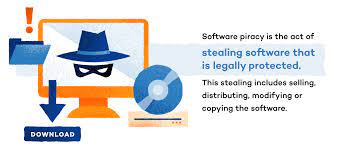 Software piracy is the act of
stealing software that
is legally protected.
This stealing includes selling,
distributing, modifying or
copying the software.
DOWNLOAD